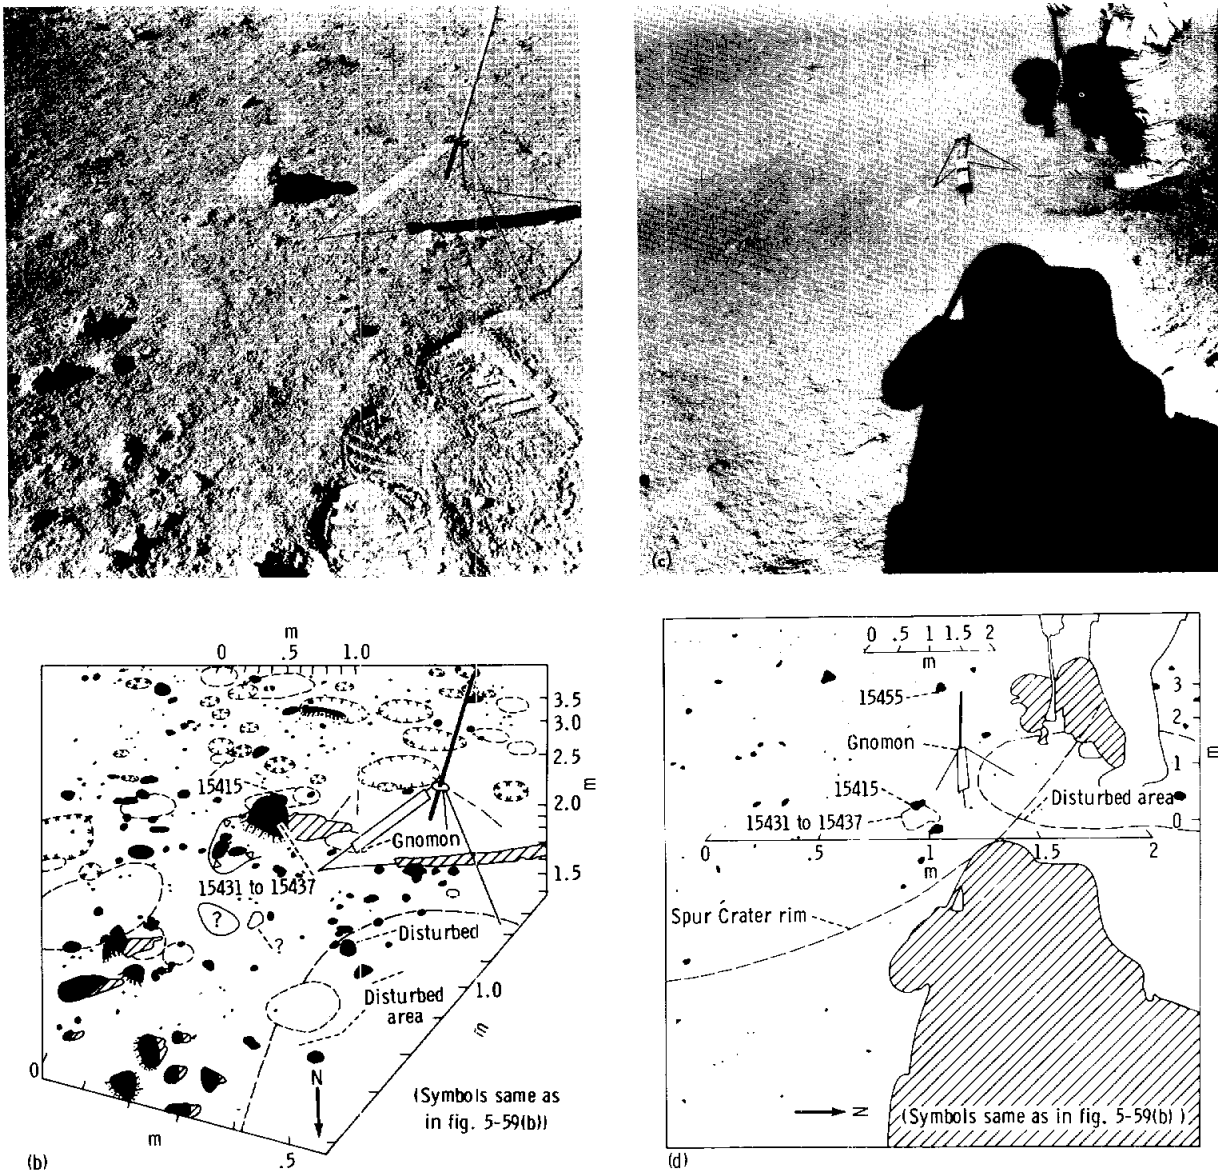 (c)
m
0 .5 1.0
3.5
3.0
2.5
2.0
m
1.5
1.0
m
15415
Gnomon
15431 to 15437
?
?
Disturbed
Disturbed
area
0
N
m
.5
(Symbols same as
in fig. 5-59(b))
(b)
0 .5 1 1.5 2
m
15455
Gnomon
15415
15431 to 15437
Disturbed area
3
2
1
0
m
0 .5 1 1.5 2
m
Spur Crater rim
N
(Symbols same as in fig. 5-59(b))
(d)